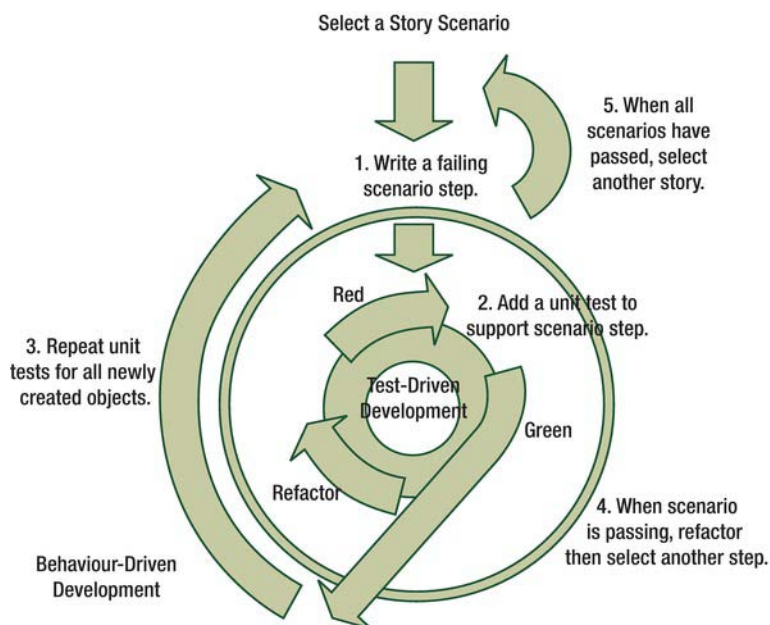 Select a Story Scenario
5. When all
scenarios have
passed, select
another story.
1. Write a failing
scenario step.
Red
2. Add a unit test to
support scenario step.
3. Repeat unit
tests for all newly
created objects.
Test-Driven
Development
Green
Refactor
4. When scenario
is passing, refactor
then select another step.
Behaviour-Driven
Development